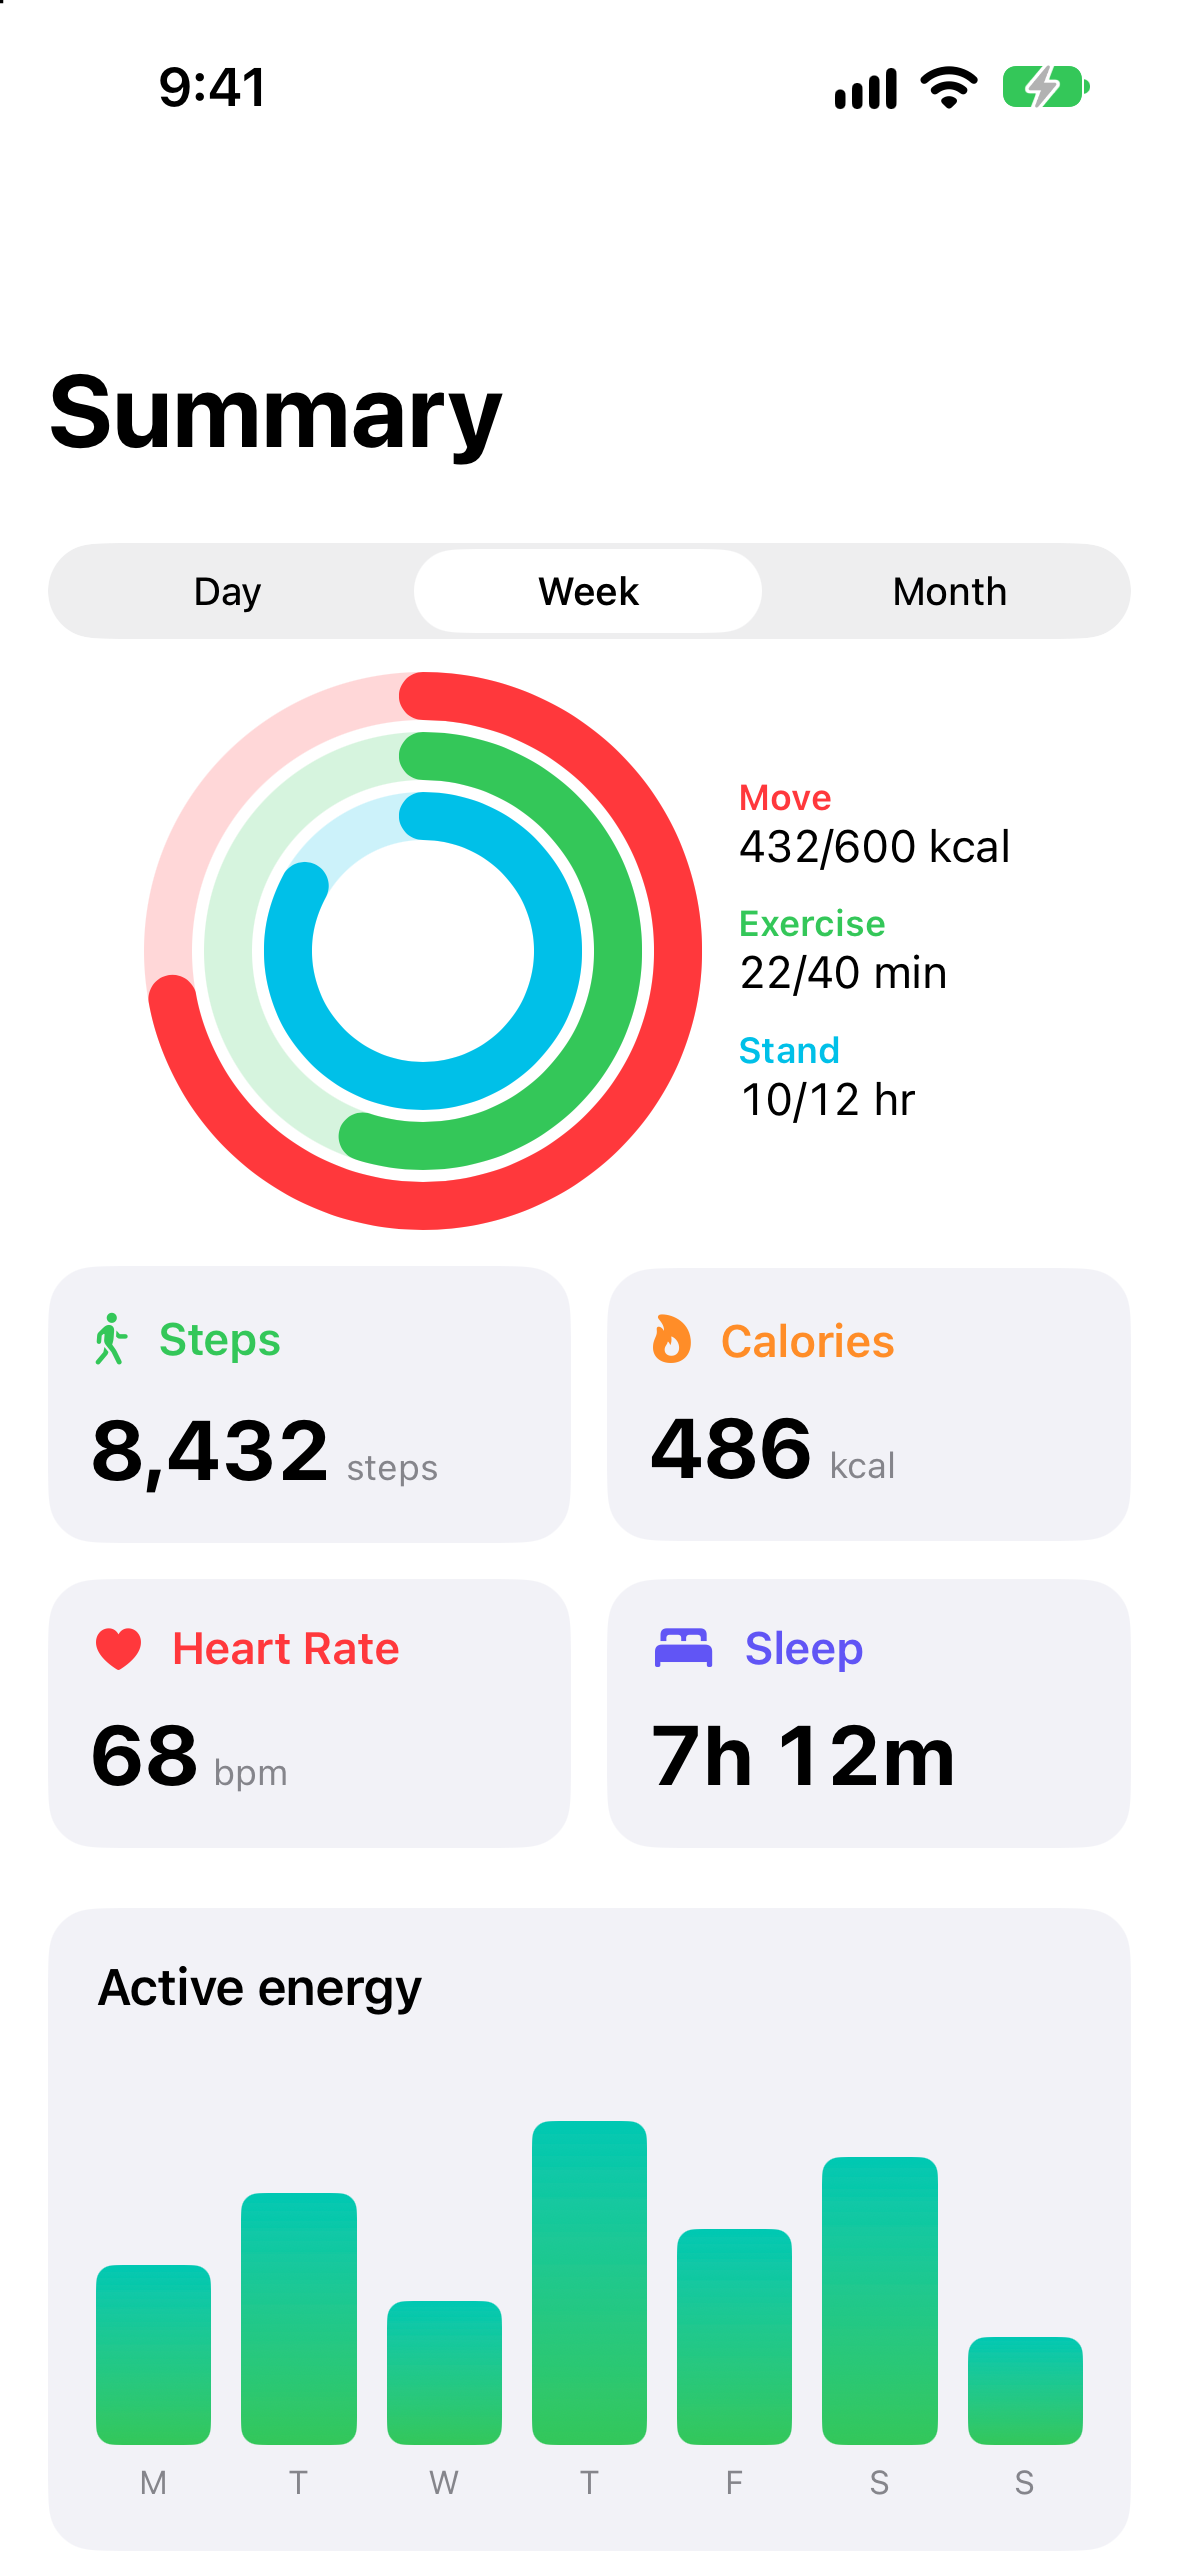 9:41
Summary
Day Week Month
Move
432/600 kcal
Exercise
22/40 min
Stand
10/12 hr
Steps
8,432 steps
Calories
486 kcal
Heart Rate
68 bpm
Sleep
7h 12m
Active energy
M T W T F S S